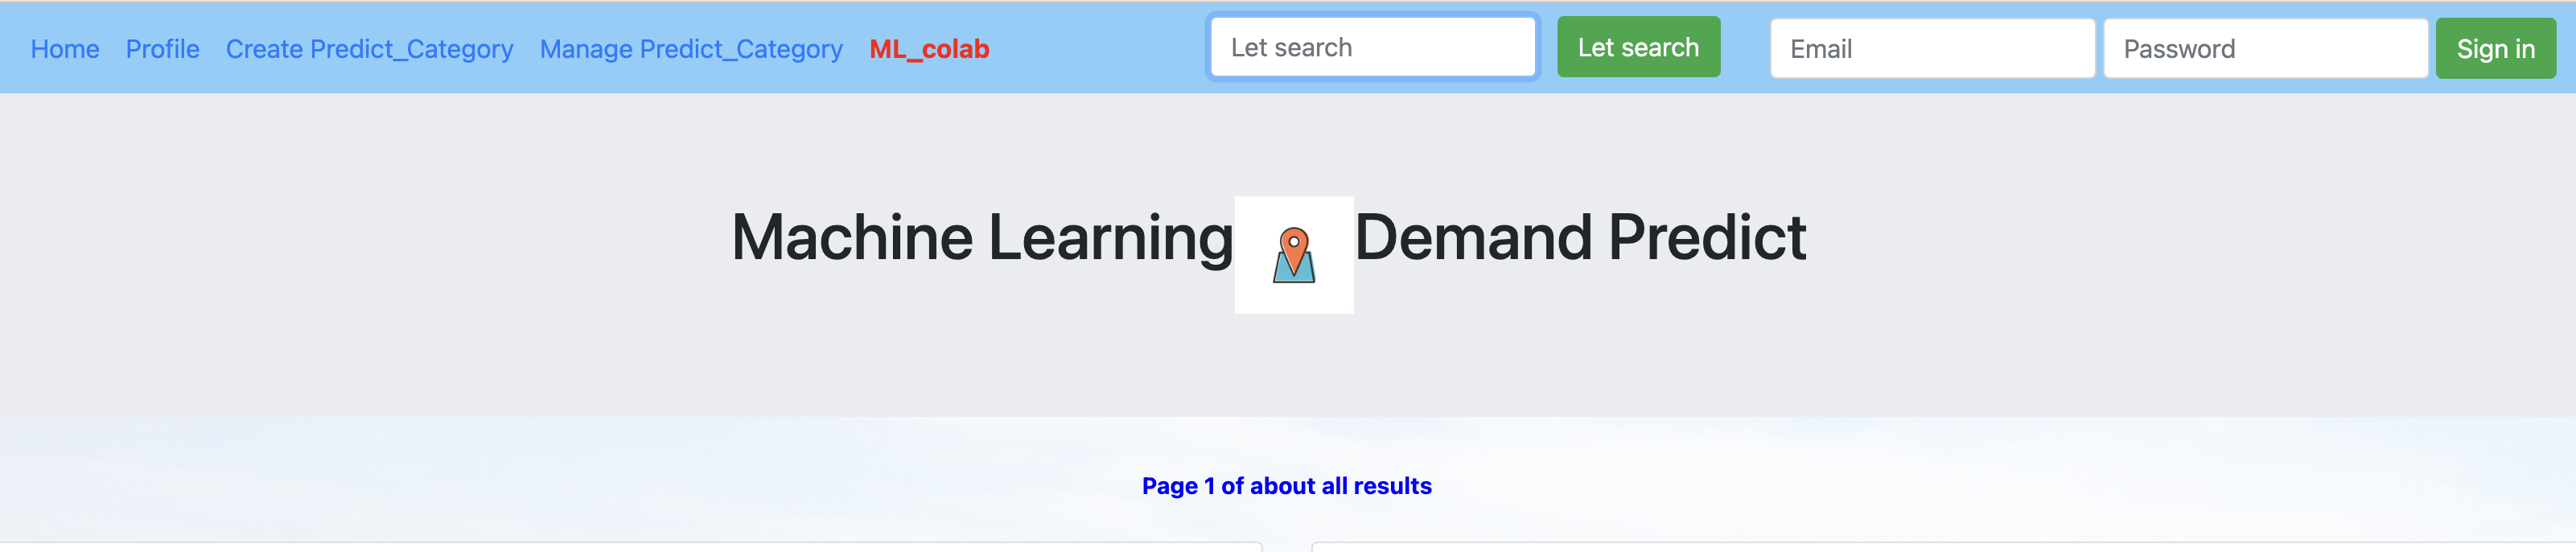 Home Profile Create Predict_Category Manage Predict_Category ML_colab Let search Let search Email Password Sign in
Machine Learning Demand Predict
Page 1 of about all results